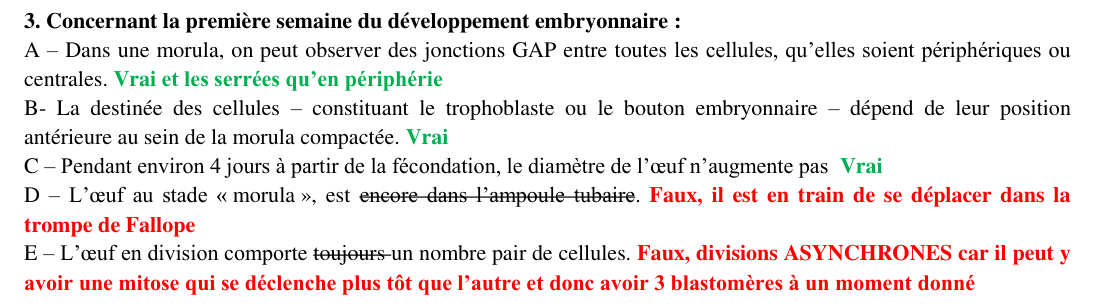 3. Concernant la première semaine du développement embryonnaire :
A – Dans une morula, on peut observer des jonctions GAP entre toutes les cellules, qu’elles soient périphériques ou
centrales. Vrai et les serrées qu’en périphérie
B- La destinée des cellules – constituant le trophoblaste ou le bouton embryonnaire – dépend de leur position
antérieure au sein de la morula compactée. Vrai
C – Pendant environ 4 jours à partir de la fécondation, le diamètre de l’œuf n’augmente pas Vrai
D – L’œuf au stade « morula », est encore dans l’ampoule tubaire. Faux, il est en train de se déplacer dans la
trompe de Fallope
E – L’œuf en division comporte toujours un nombre pair de cellules. Faux, divisions ASYNCHRONES car il peut y
avoir une mitose qui se déclenche plus tôt que l’autre et donc avoir 3 blastomères à un moment donné